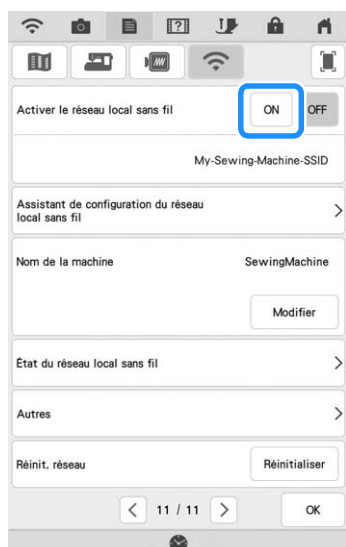 Activer le réseau local sans fil ON OFF
My-Sewing-Machine-SSID
Assistant de configuration du réseau
local sans fil
Nom de la machine SewingMachine
Modifier
État du réseau local sans fil
Autres
Réinit. réseau Réinitialiser
11 / 11 OK